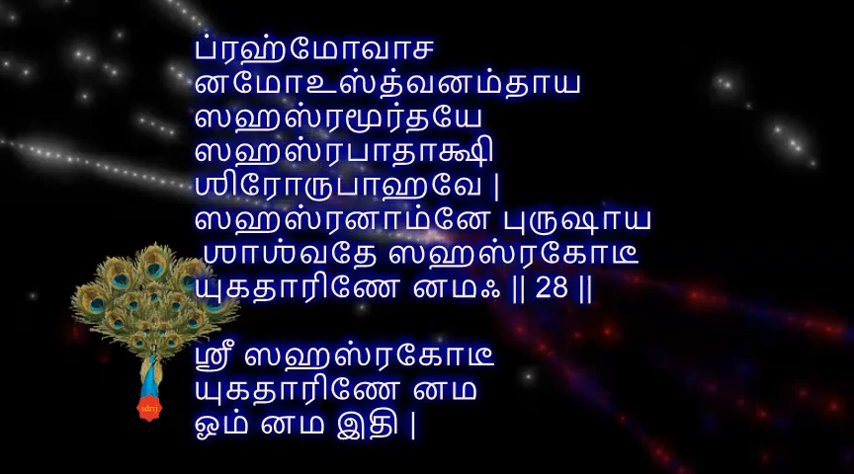 ப்ரஹ்மோவாச
னமோஉஸ்த்வனம்தாய
ஸஹஸ்ரமூர்தயே
ஸஹஸ்ரபாதாக்ஷி
ஶிரோருபாஹவே |
ஸஹஸ்ரனாம்னே புருஷாய
ஶாஶ்வதே ஸஹஸ்ரகோடீ
யுகதாரிணே னமஃ || 28 ||
ஶ்ரீ ஸஹஸ்ரகோடீ
யுகதாரிணே னம
ஓம் னம இதி |
sdrrj